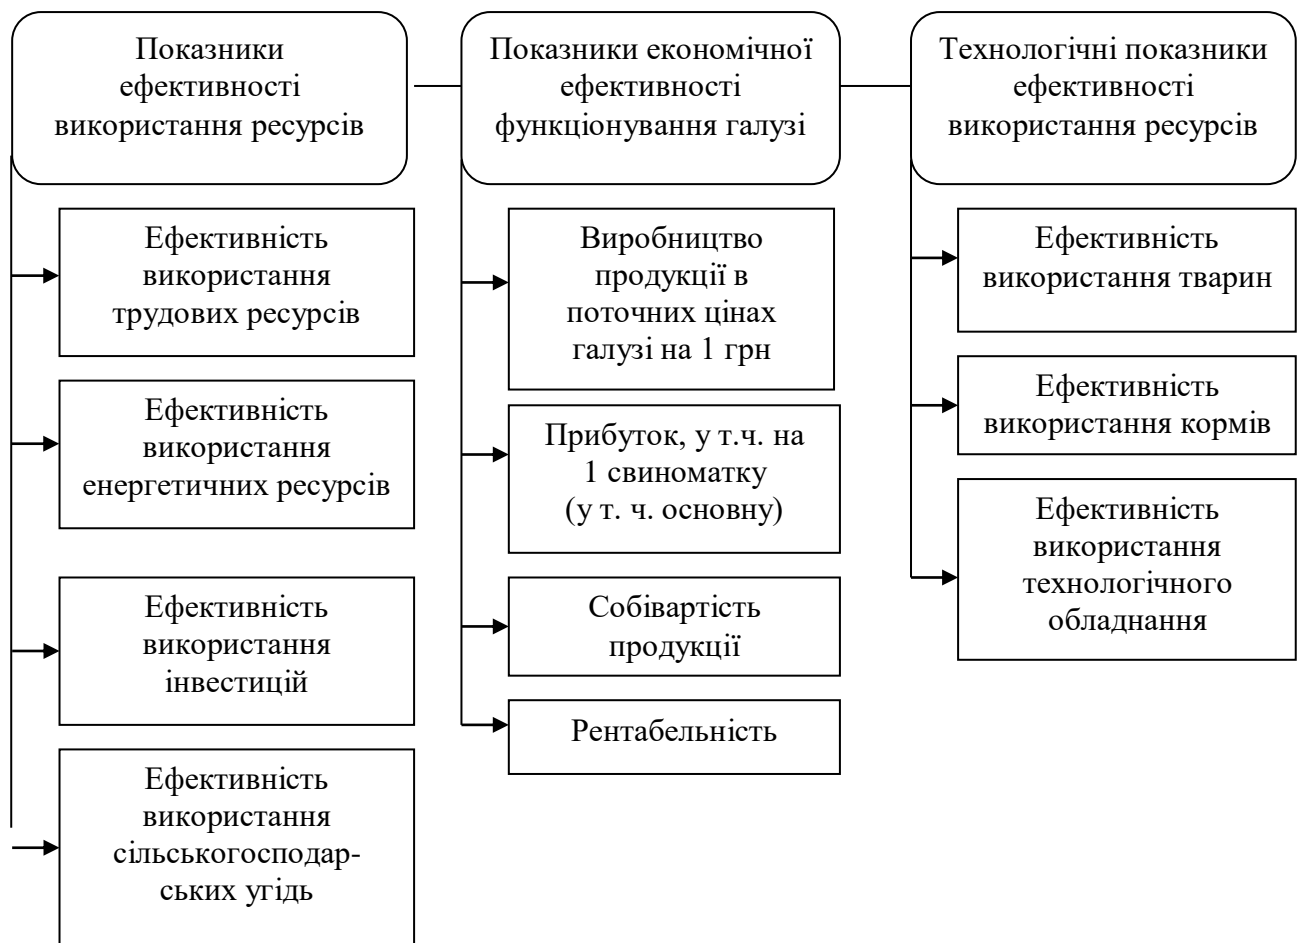 Показники
ефективності
використання ресурсів
Показники економічної
ефективності
функціонування галузі
Технологічні показники
ефективності
використання ресурсів
Ефективність
використання
трудових ресурсів
Ефективність
використання
енергетичних ресурсів
Ефективність
використання
інвестицій
Ефективність
використання
сільськогосподар-
ських угідь
Виробництво
продукції в
поточних цінах
галузі на 1 грн
Прибуток, у т.ч. на
1 свиноматку
(у т. ч. основну)
Собівартість
продукції
Рентабельність
Ефективність
використання тварин
Ефективність
використання кормів
Ефективність
використання
технологічного
обладнання